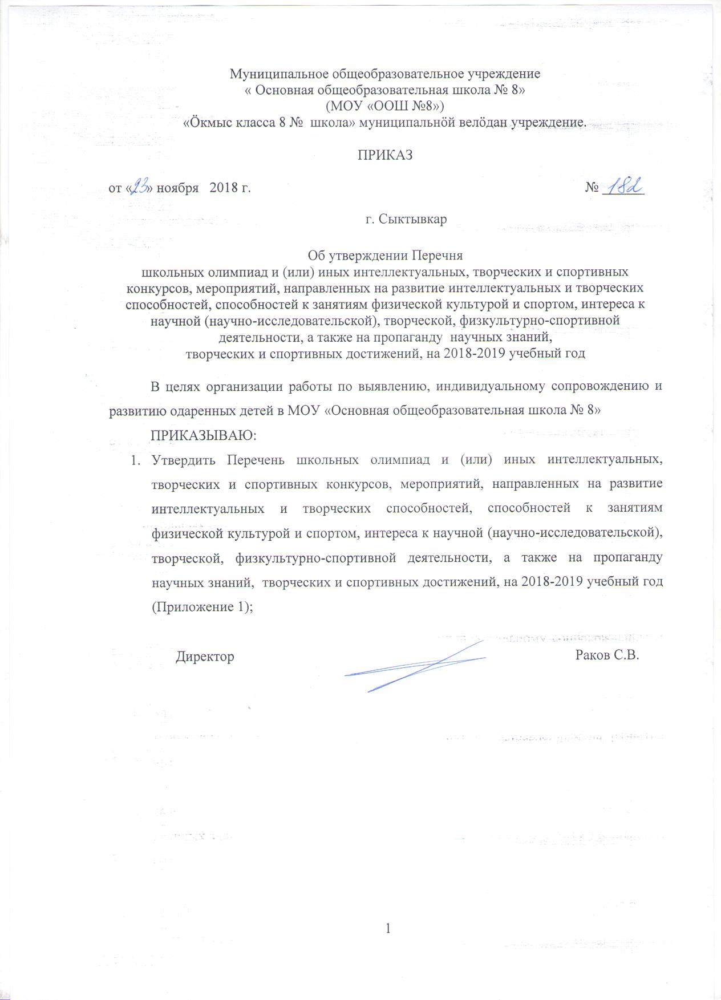 Муниципальное общеобразовательное учреждение
« Основная общеобразовательная школа № 8»
(МОУ «ООШ №8»)
«Öкмыс класса 8 №  школа» муниципальнöй велöдан учреждение.
ПРИКАЗ
от «23» ноября   2018 г. № 182
г. Сыктывкар
Об утверждении Перечня
школьных олимпиад и (или) иных интеллектуальных, творческих и спортивных
конкурсов, мероприятий, направленных на развитие интеллектуальных и творческих
способностей, способностей к занятиям физической культурой и спортом, интереса к
научной (научно-исследовательской), творческой, физкультурно-спортивной
деятельности, а также на пропаганду  научных знаний,
творческих и спортивных достижений, на 2018-2019 учебный год
В целях организации работы по выявлению, индивидуальному сопровождению и
развитию одаренных детей в МОУ «Основная общеобразовательная школа № 8»
ПРИКАЗЫВАЮ:
1. Утвердить Перечень школьных олимпиад и (или) иных интеллектуальных,
творческих и спортивных конкурсов, мероприятий, направленных на развитие
интеллектуальных и творческих способностей, способностей к занятиям
физической культурой и спортом, интереса к научной (научно-исследовательской),
творческой, физкультурно-спортивной деятельности, а также на пропаганду
научных знаний,  творческих и спортивных достижений, на 2018-2019 учебный год
(Приложение 1);
Директор Раков С.В.
1